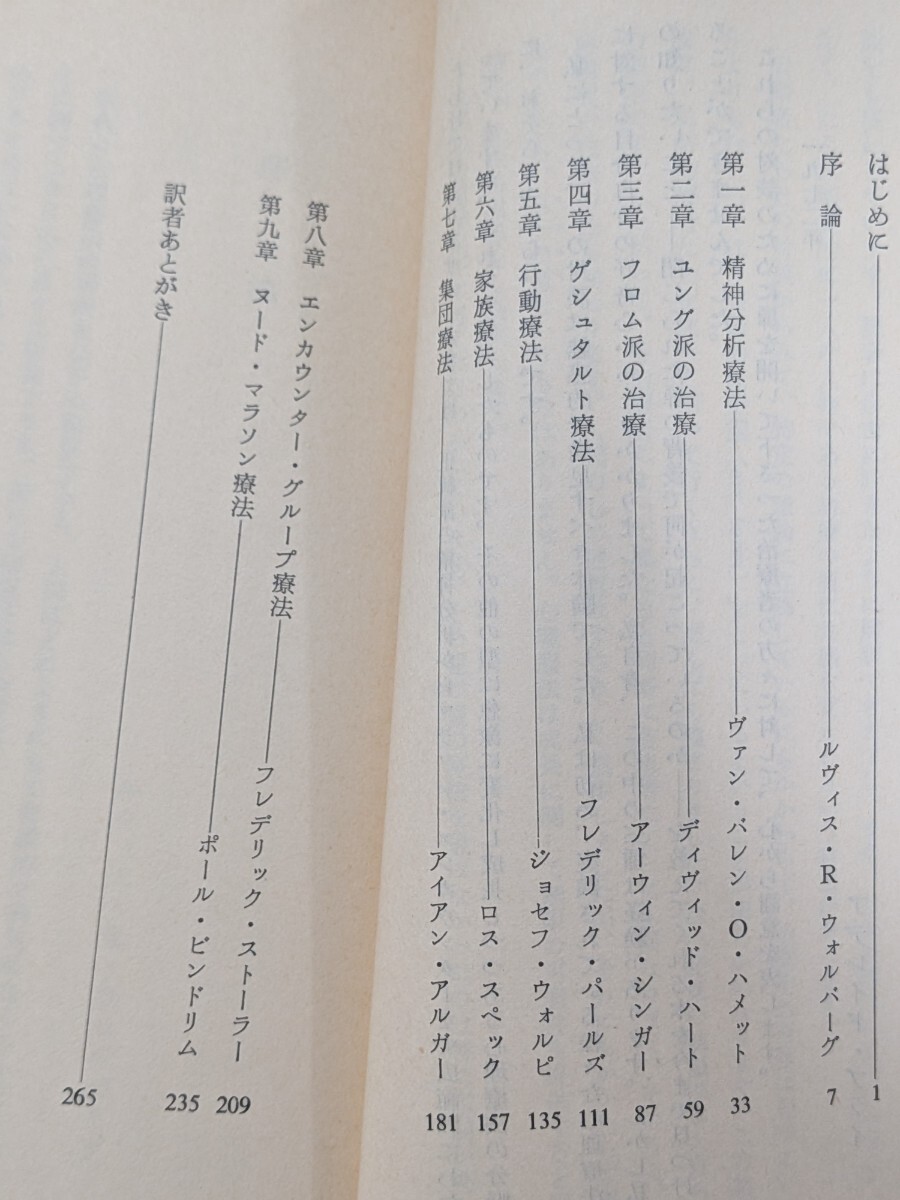 はじめに 1
序論 ルヴィス・R・ウォルバーグ 7
第一章 精神分析療法 ヴァン・バレン・O・ハメット 33
第二章 ユング派の治療 ディヴィッド・ハート 59
第三章 フロム派の治療 アーウィン・シンガー 87
第四章 ゲシュタルト療法 フレデリック・パールズ 111
第五章 行動療法 ジョセフ・ウォルピ 135
第六章 家族療法 ロス・スペック 157
第七章 集団療法 アイアン・アルガー 181
第八章 エンカウンター・グループ療法 フレデリック・ストーラー 209
第九章 ヌード・マラソン療法 ポール・ビンドリム 235
訳者あとがき 265